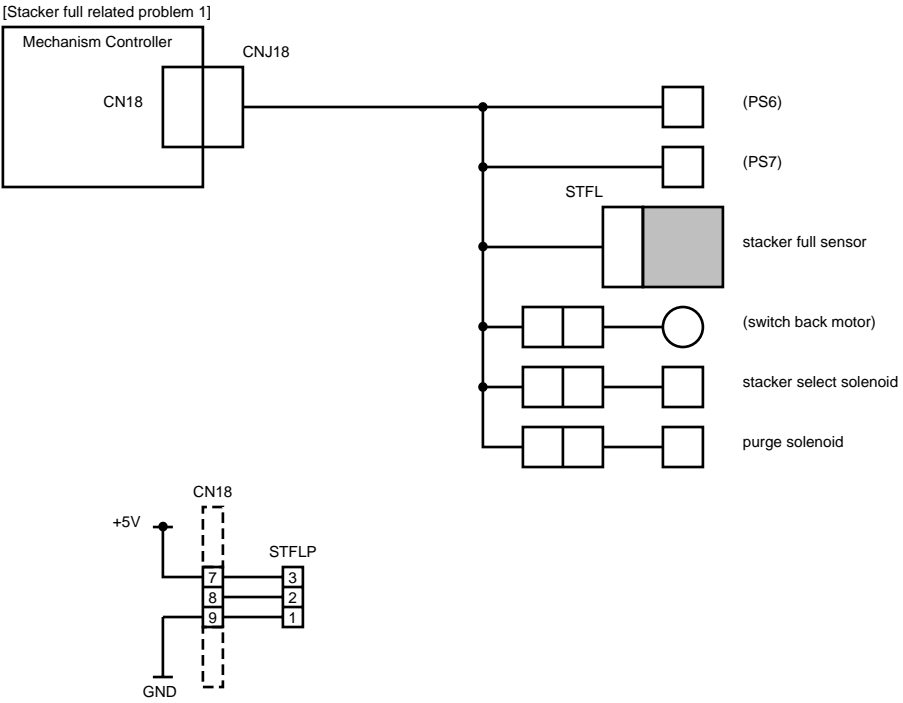 [Stacker full related problem 1]
Mechanism Controller
CNJ18
CN18
(PS6)
(PS7)
STFL
stacker full sensor
(switch back motor)
stacker select solenoid
purge solenoid
CN18
+5V
STFLP
7 3
8 2
9 1
GND